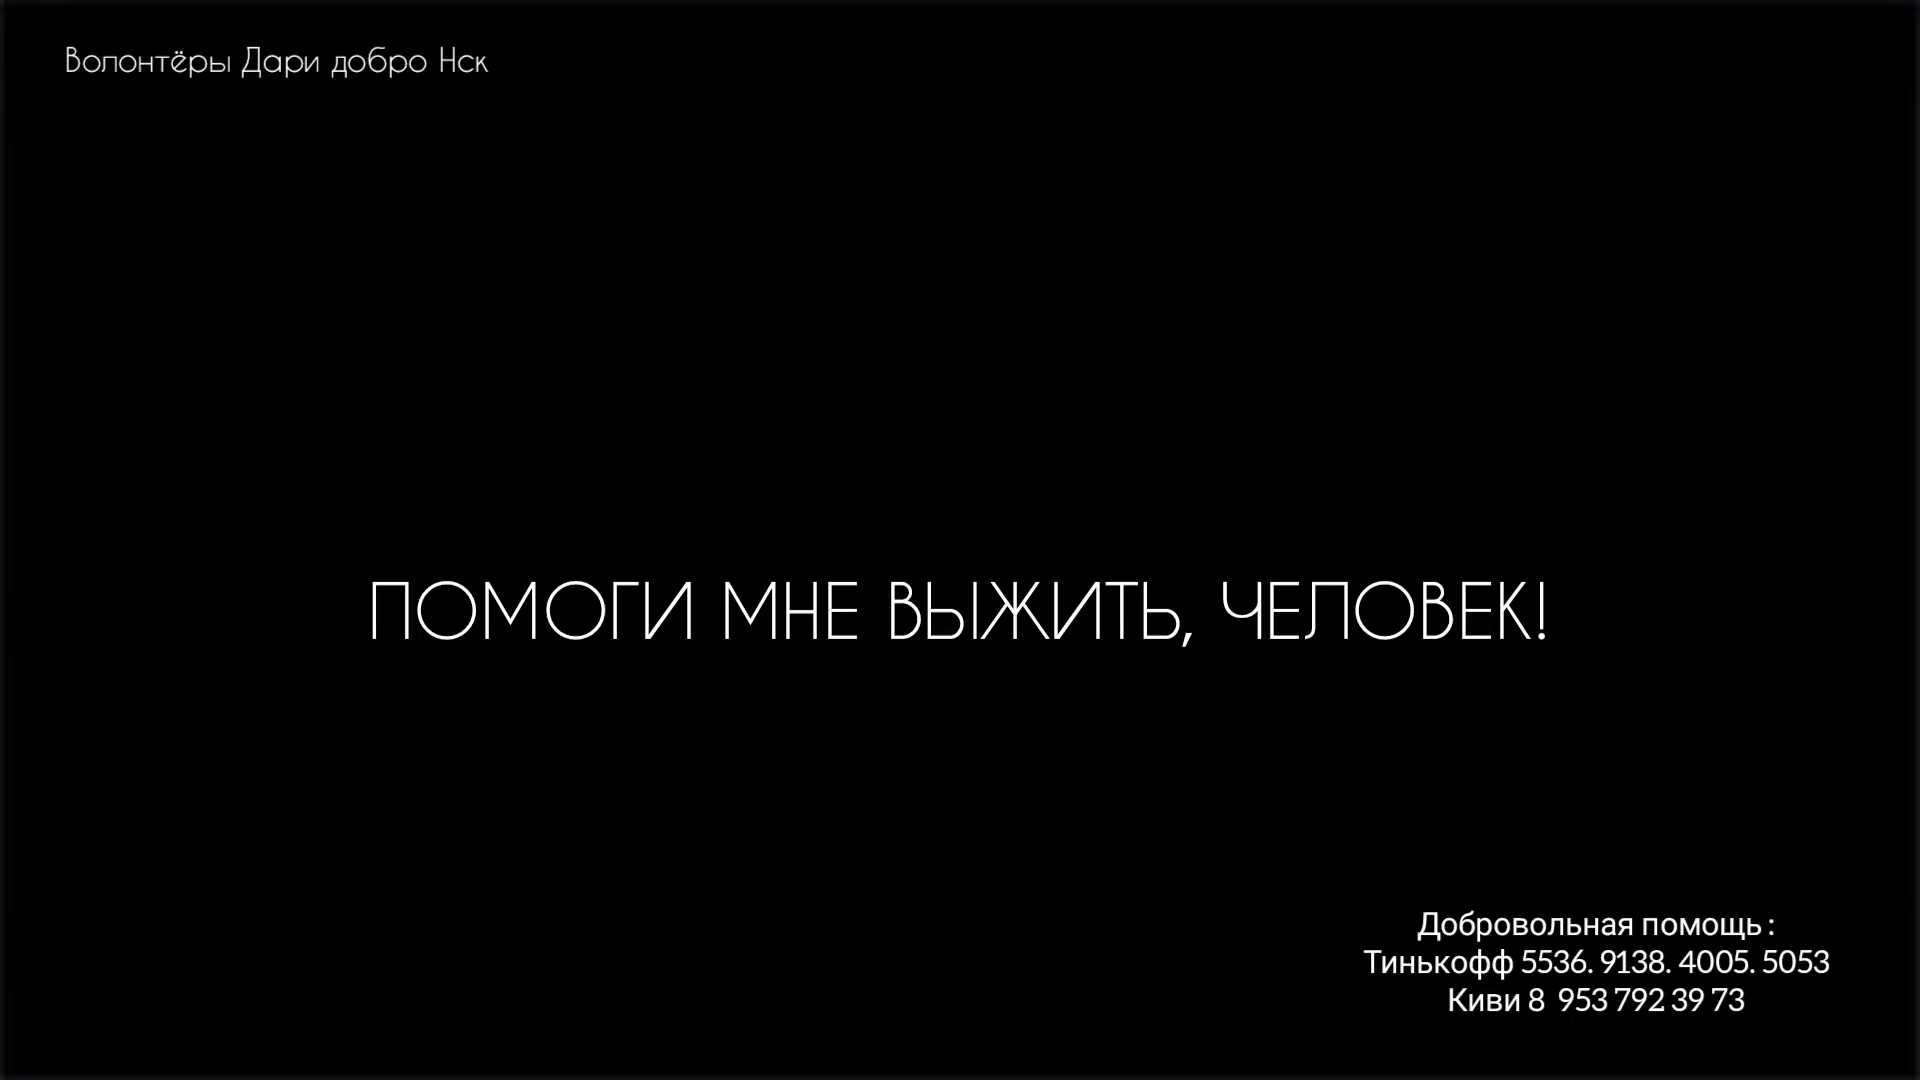 Волонтёры Дари добро Нск
ПОМОГИ МНЕ ВЫЖИТЬ, ЧЕЛОВЕК!
Добровольная помощь :
Тинькофф 5536. 9138. 4005. 5053
Киви 8 953 792 39 73